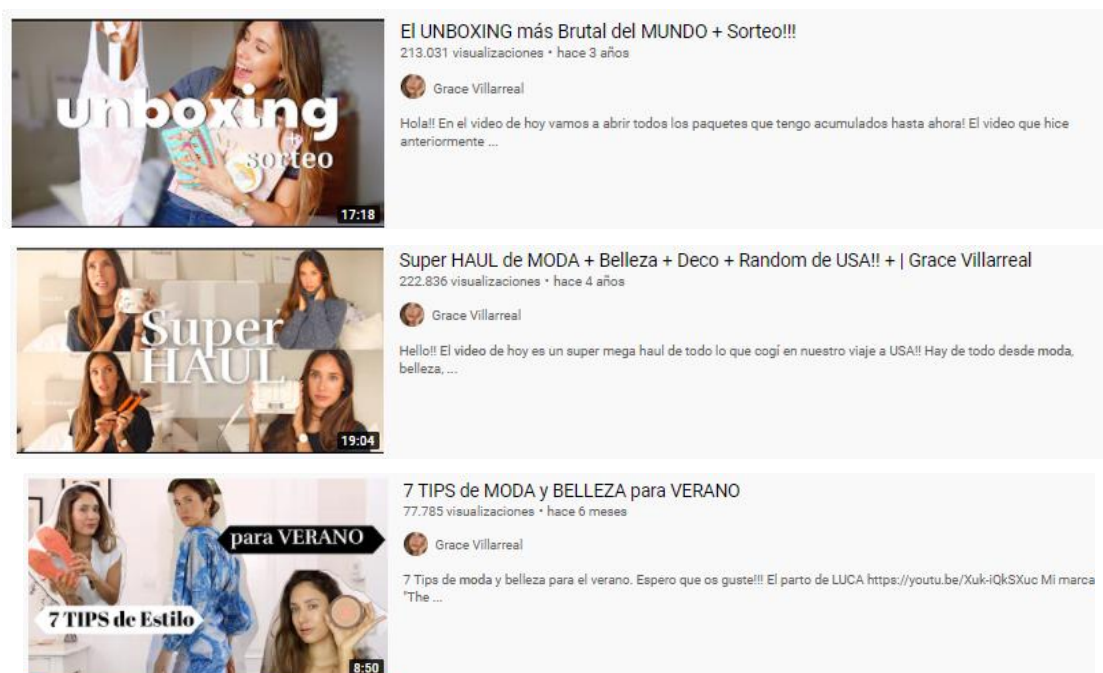 unboxing
+
sorteo
17:18
El UNBOXING más Brutal del MUNDO + Sorteo!!!
213.031 visualizaciones • hace 3 años
Grace Villarreal
Hola!! En el video de hoy vamos a abrir todos los paquetes que tengo acumulados hasta ahora! El video que hice
anteriormente ...
Super
HAUL
19:04
Super HAUL de MODA + Belleza + Deco + Random de USA!! + | Grace Villarreal
222.836 visualizaciones • hace 4 años
Grace Villarreal
Hello!! El video de hoy es un super mega haul de todo lo que cogí en nuestro viaje a USA!! Hay de todo desde moda,
belleza, ...
para VERANO
7 TIPS de Estilo
8:50
7 TIPS de MODA y BELLEZA para VERANO
77.785 visualizaciones • hace 6 meses
Grace Villarreal
7 Tips de moda y belleza para el verano. Espero que os guste!!! El parto de LUCA https://youtu.be/Xuk-iQkSXuc Mi marca
"The ...